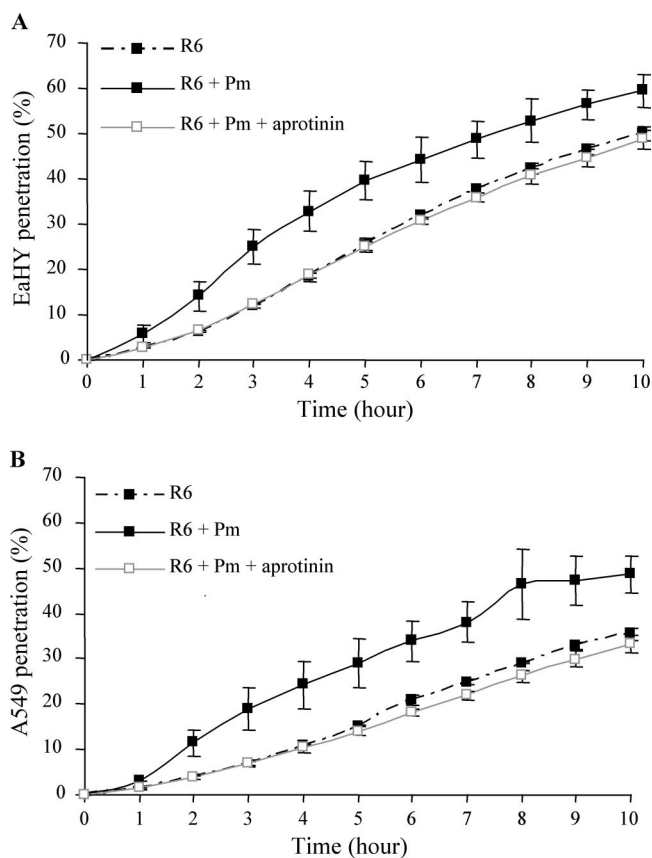 A
R6
R6 + Pm
R6 + Pm + aprotinin
EaHY penetration (%)
70
60
50
40
30
20
10
0
0 1 2 3 4 5 6 7 8 9 10
Time (hour)
B
R6
R6 + Pm
R6 + Pm + aprotinin
A549 penetration (%)
70
60
50
40
30
20
10
0
0 1 2 3 4 5 6 7 8 9 10
Time (hour)